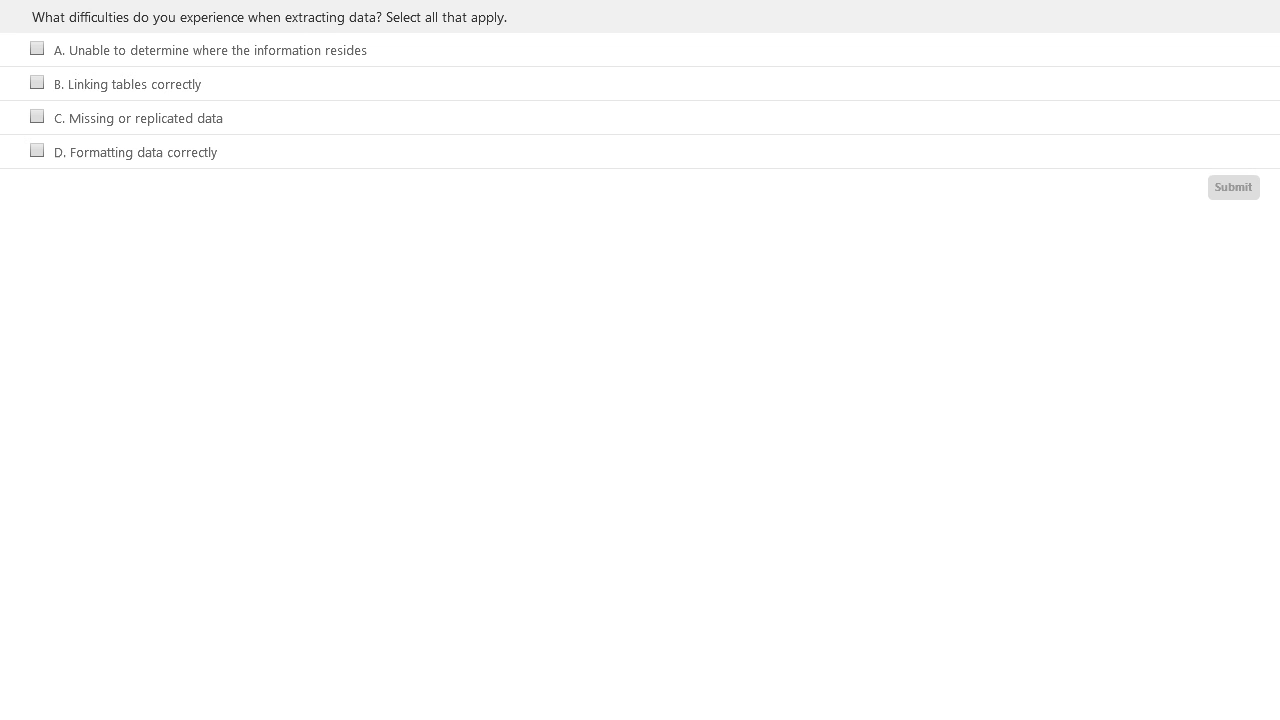 What difficulties do you experience when extracting data? Select all that apply.
A. Unable to determine where the information resides
B. Linking tables correctly
C. Missing or replicated data
D. Formatting data correctly
Submit